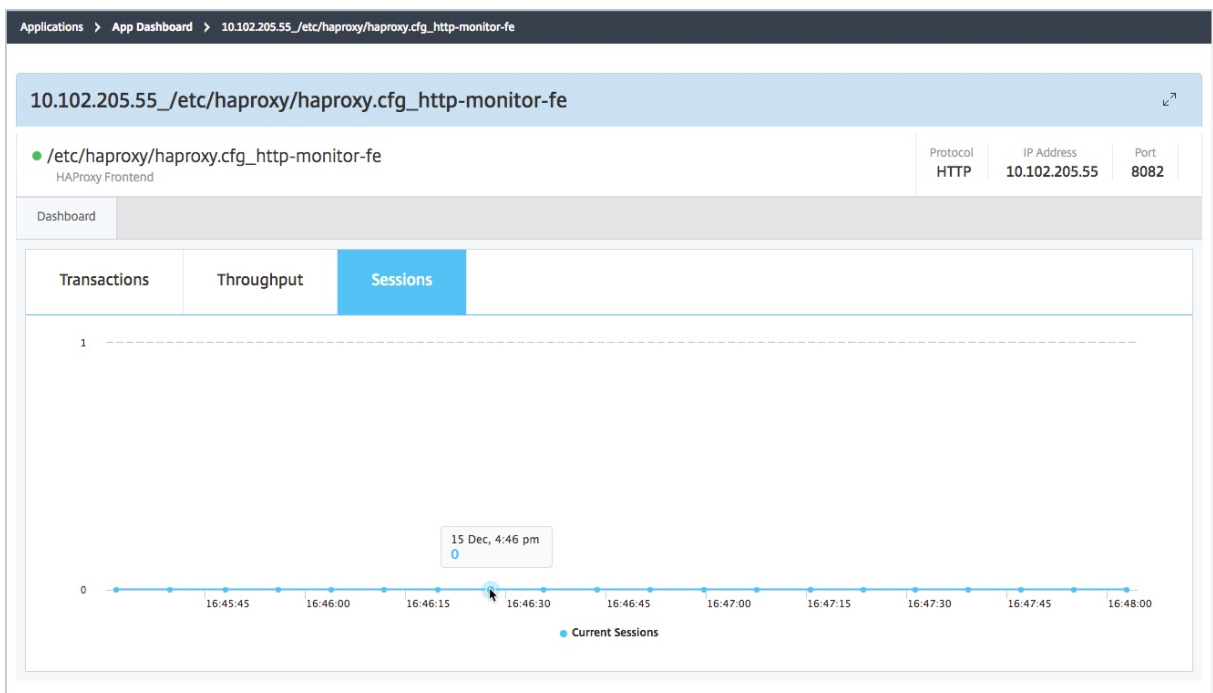 Applications > App Dashboard > 10.102.205.55_/etc/haproxy/haproxy.cfg_http-monitor-fe
10.102.205.55_/etc/haproxy/haproxy.cfg_http-monitor-fe
/etc/haproxy/haproxy.cfg_http-monitor-fe
HAProxy Frontend
Protocol IP Address Port
HTTP 10.102.205.55 8082
Dashboard
Transactions Throughput Sessions
1
15 Dec, 4:46 pm
0
0
16:45:45 16:46:00 16:46:15 16:46:30 16:46:45 16:47:00 16:47:15 16:47:30 16:47:45 16:48:00
Current Sessions